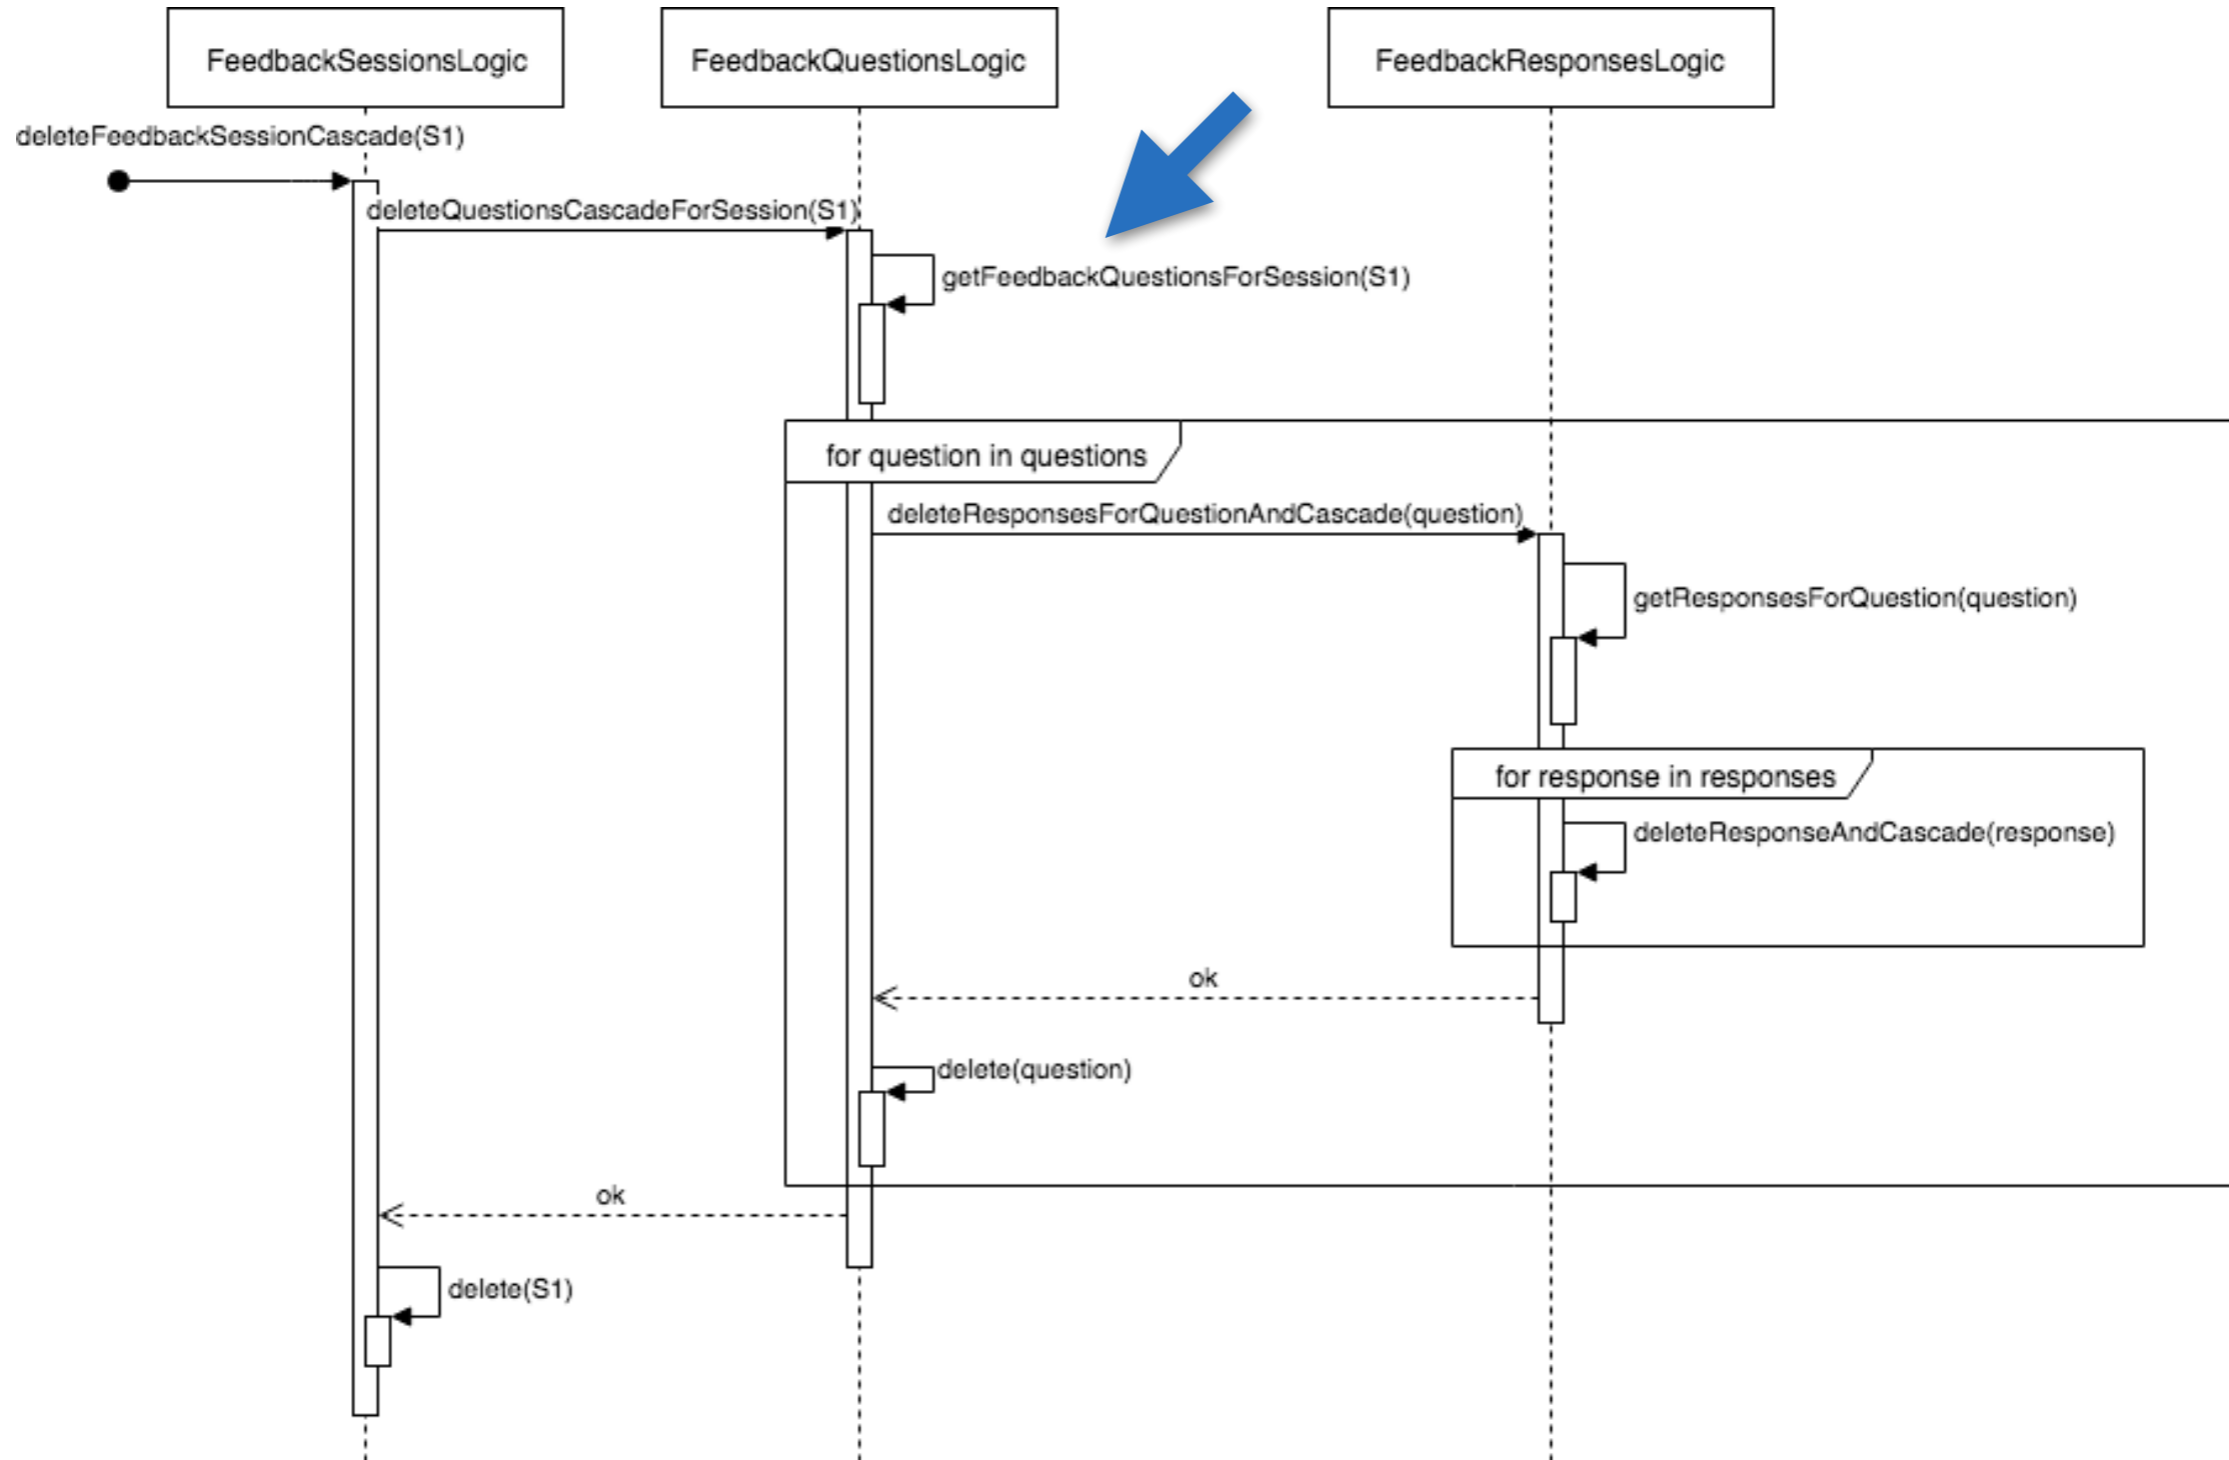 FeedbackSessionsLogic
FeedbackQuestionsLogic
FeedbackResponsesLogic
deleteFeedbackSessionCascade(S1)
deleteQuestionsCascadeForSession(S1)
getFeedbackQuestionsForSession(S1)
for question in questions
deleteResponsesForQuestionAndCascade(question)
getResponsesForQuestion(question)
for response in responses
deleteResponseAndCascade(response)
ok
delete(question)
ok
delete(S1)